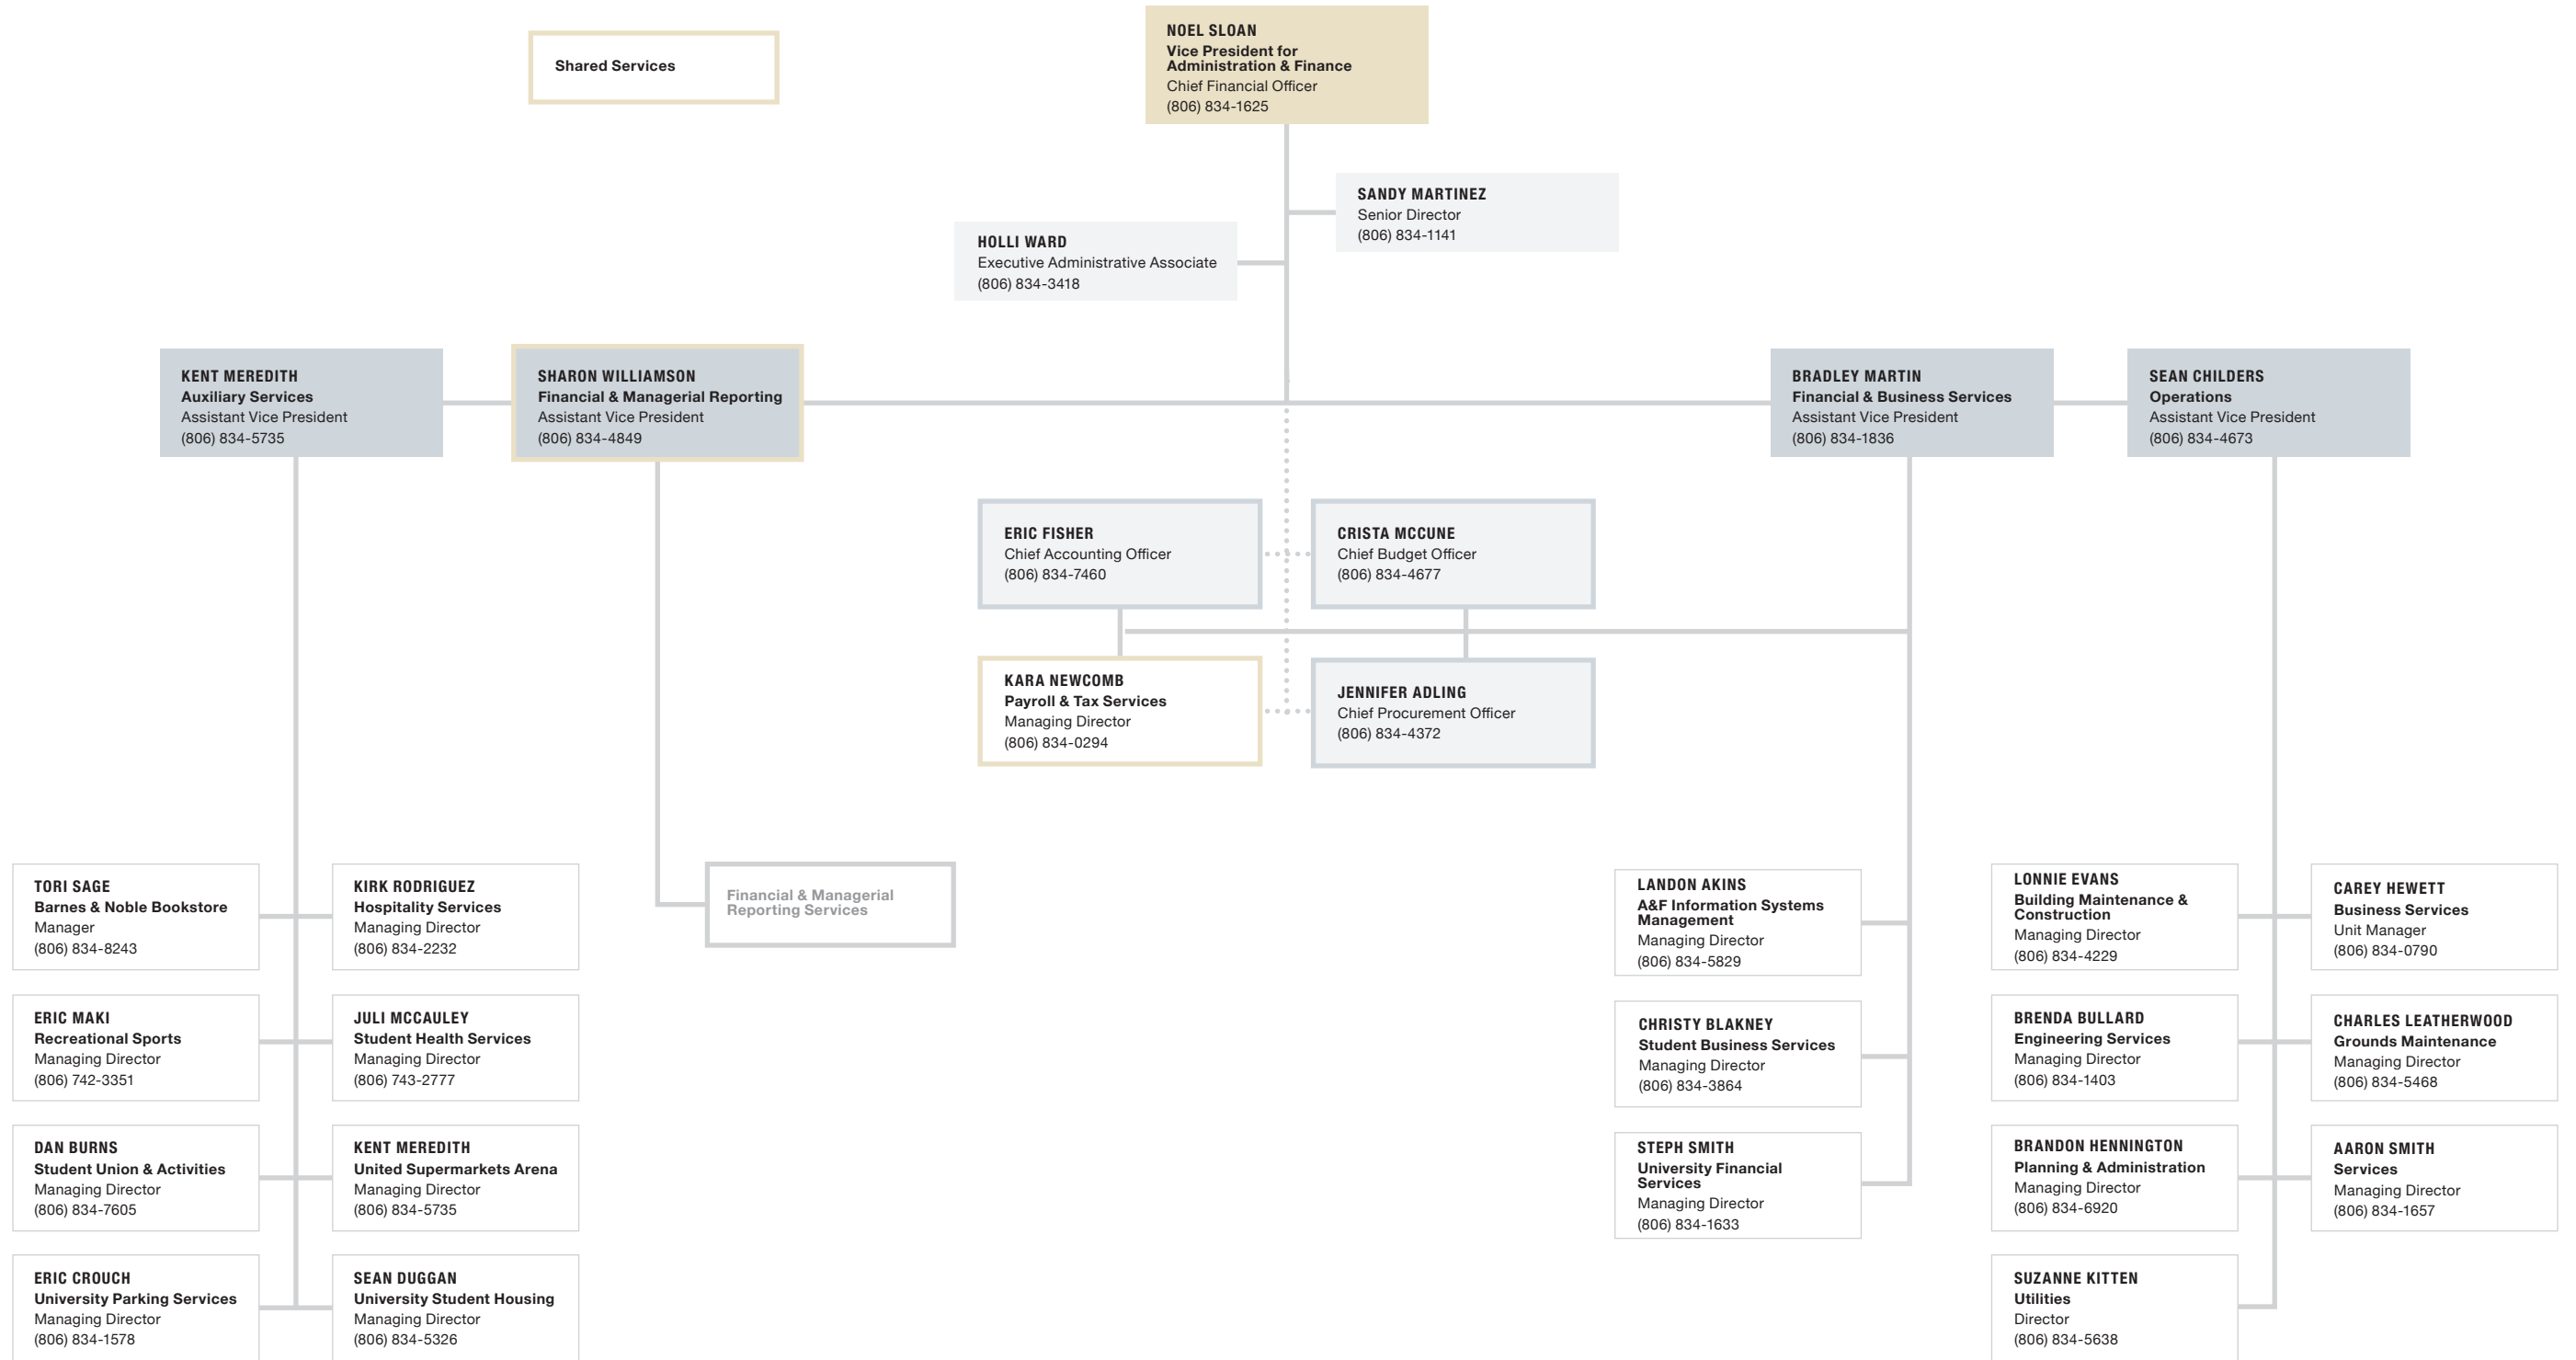 Shared Services
NOEL SLOAN
Vice President for
Administration & Finance
Chief Financial Officer
(806) 834-1625
SANDY MARTINEZ
Senior Director
(806) 834-1141
HOLLI WARD
Executive Administrative Associate
(806) 834-3418
KENT MEREDITH
Auxiliary Services
Assistant Vice President
(806) 834-5735
SHARON WILLIAMSON
Financial & Managerial Reporting
Assistant Vice President
(806) 834-4849
BRADLEY MARTIN
Financial & Business Services
Assistant Vice President
(806) 834-1836
SEAN CHILDERS
Operations
Assistant Vice President
(806) 834-4673
ERIC FISHER
Chief Accounting Officer
(806) 834-7460
CRISTA MCCUNE
Chief Budget Officer
(806) 834-4677
KARA NEWCOMB
Payroll & Tax Services
Managing Director
(806) 834-0294
JENNIFER ADLING
Chief Procurement Officer
(806) 834-4372
TORI SAGE
Barnes & Noble Bookstore
Manager
(806) 834-8243
KIRK RODRIGUEZ
Hospitality Services
Managing Director
(806) 834-2232
Financial & Managerial
Reporting Services
LANDON AKINS
A&F Information Systems
Management
Managing Director
(806) 834-5829
LONNIE EVANS
Building Maintenance &
Construction
Managing Director
(806) 834-4229
CAREY HEWETT
Business Services
Unit Manager
(806) 834-0790
ERIC MAKI
Recreational Sports
Managing Director
(806) 742-3351
JULI MCCAULEY
Student Health Services
Managing Director
(806) 743-2777
CHRISTY BLAKNEY
Student Business Services
Managing Director
(806) 834-3864
BRENDA BULLARD
Engineering Services
Managing Director
(806) 834-1403
CHARLES LEATHERWOOD
Grounds Maintenance
Managing Director
(806) 834-5468
DAN BURNS
Student Union & Activities
Managing Director
(806) 834-7605
KENT MEREDITH
United Supermarkets Arena
Managing Director
(806) 834-5735
STEPH SMITH
University Financial
Services
Managing Director
(806) 834-1633
BRANDON HENNINGTON
Planning & Administration
Managing Director
(806) 834-6920
AARON SMITH
Services
Managing Director
(806) 834-1657
ERIC CROUCH
University Parking Services
Managing Director
(806) 834-1578
SEAN DUGGAN
University Student Housing
Managing Director
(806) 834-5326
SUZANNE KITTEN
Utilities
Director
(806) 834-5638